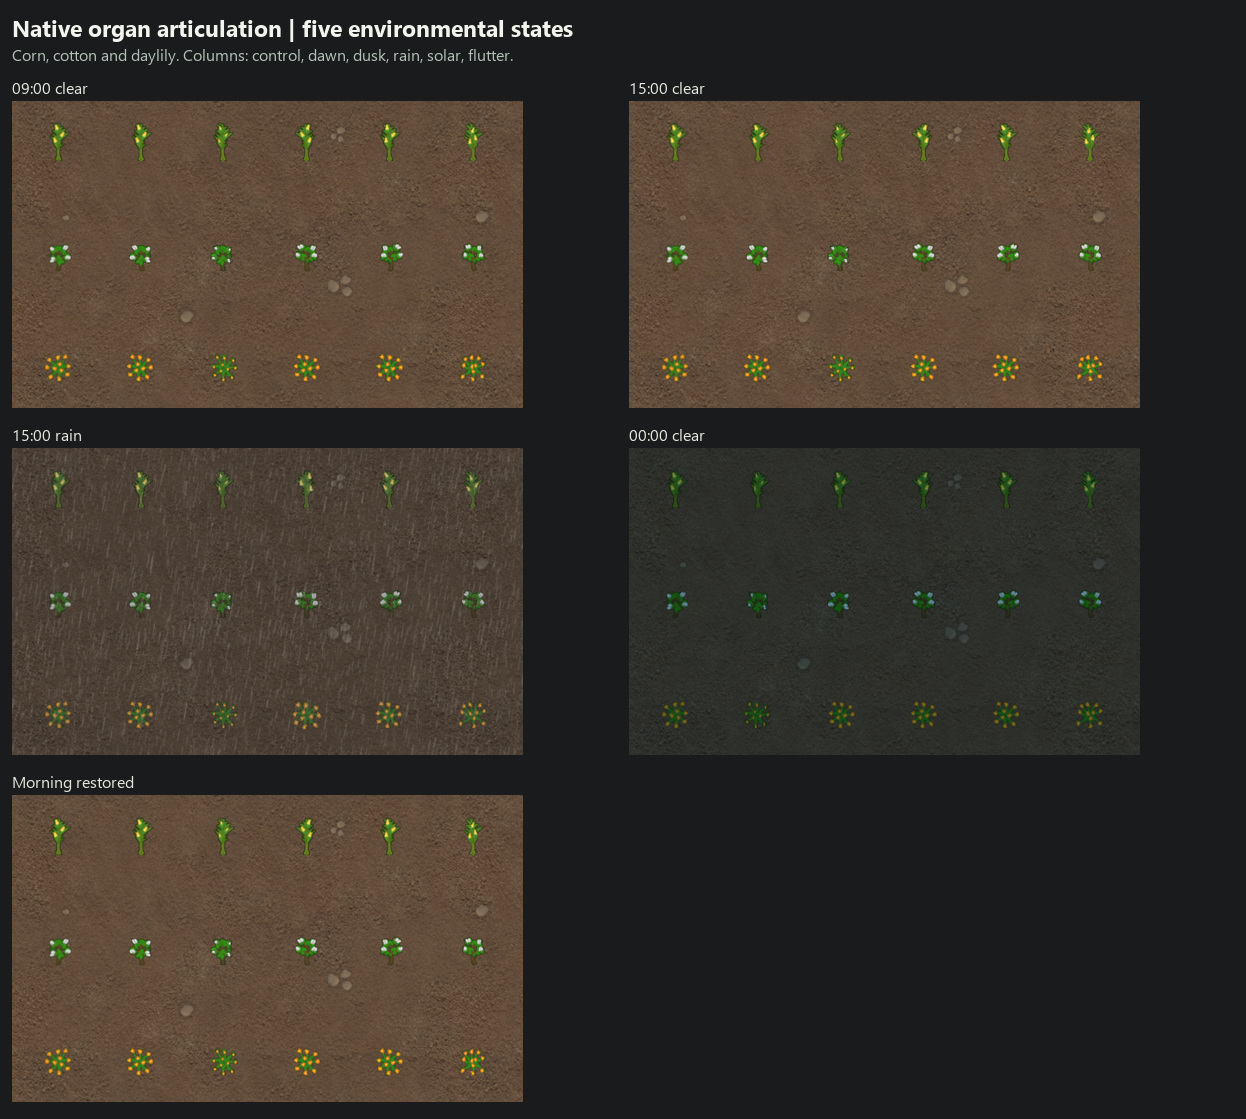 Native organ articulation | five environmental states
Corn, cotton and daylily. Columns: control, dawn, dusk, rain, solar, flutter.
09:00 clear
15:00 clear
15:00 rain
00:00 clear
Morning restored